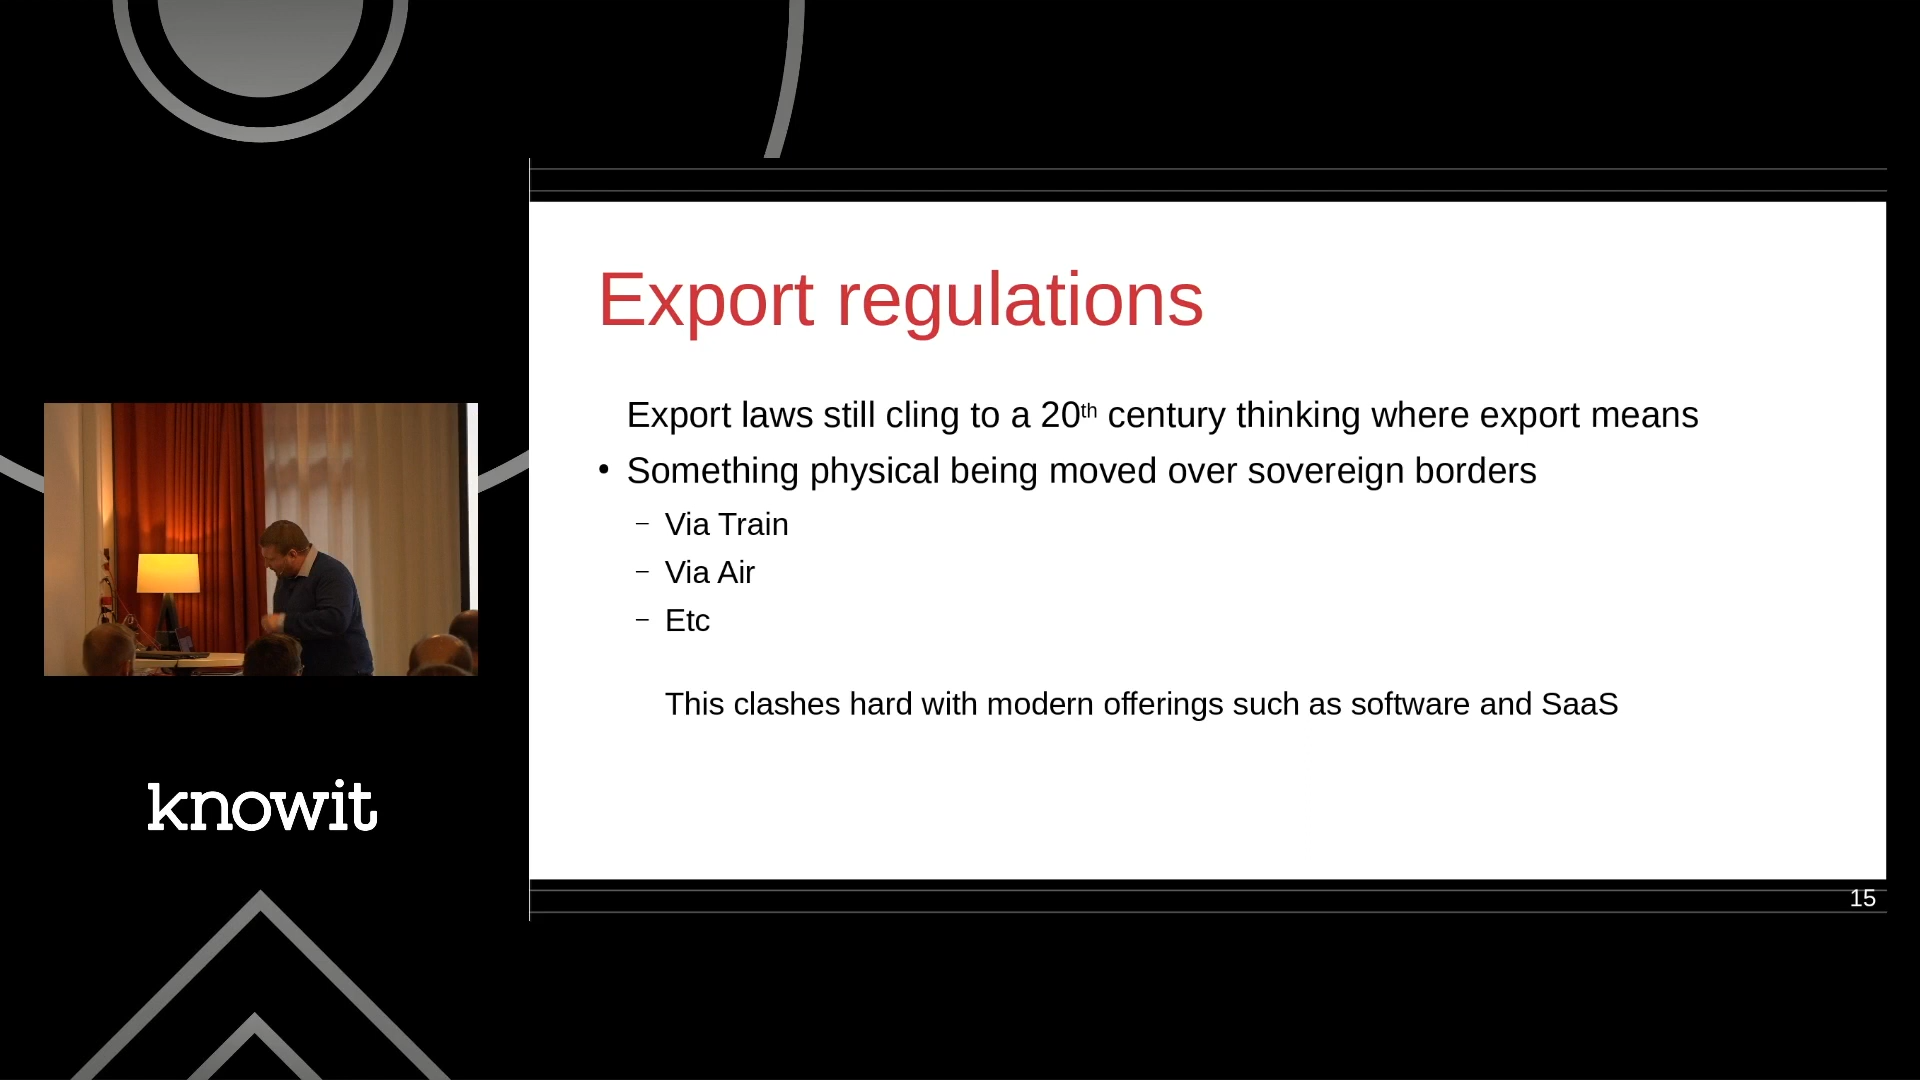 Export regulations
Export laws still cling to a 20th century thinking where export means
• Something physical being moved over sovereign borders
– Via Train
– Via Air
– Etc
This clashes hard with modern offerings such as software and SaaS
knowit
15